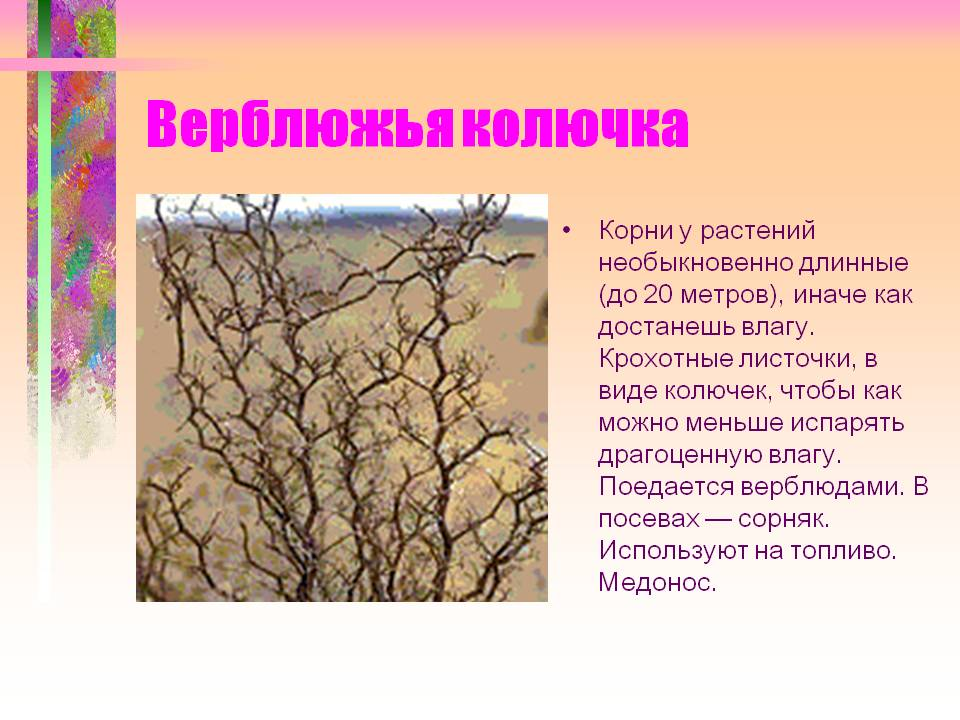 Верблюжья колючка
• Корни у растений
необыкновенно длинные
(до 20 метров), иначе как
достанешь влагу.
Крохотные листочки, в
виде колючек, чтобы как
можно меньше испарять
драгоценную влагу.
Поедается верблюдами. В
посевах — сорняк.
Используют на топливо.
Медонос.